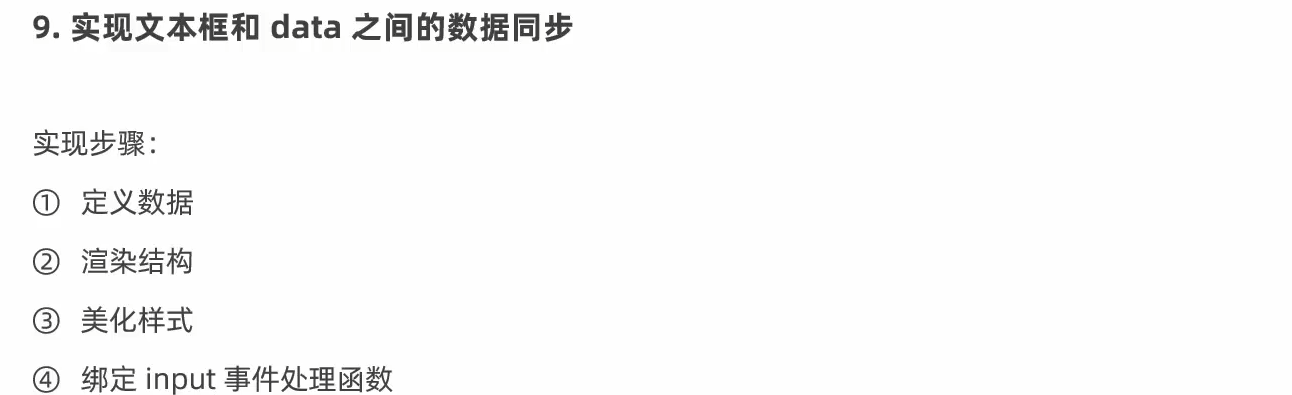 9. 实现文本框和 data 之间的数据同步
实现步骤：
① 定义数据
② 渲染结构
③ 美化样式
④ 绑定 input 事件处理函数